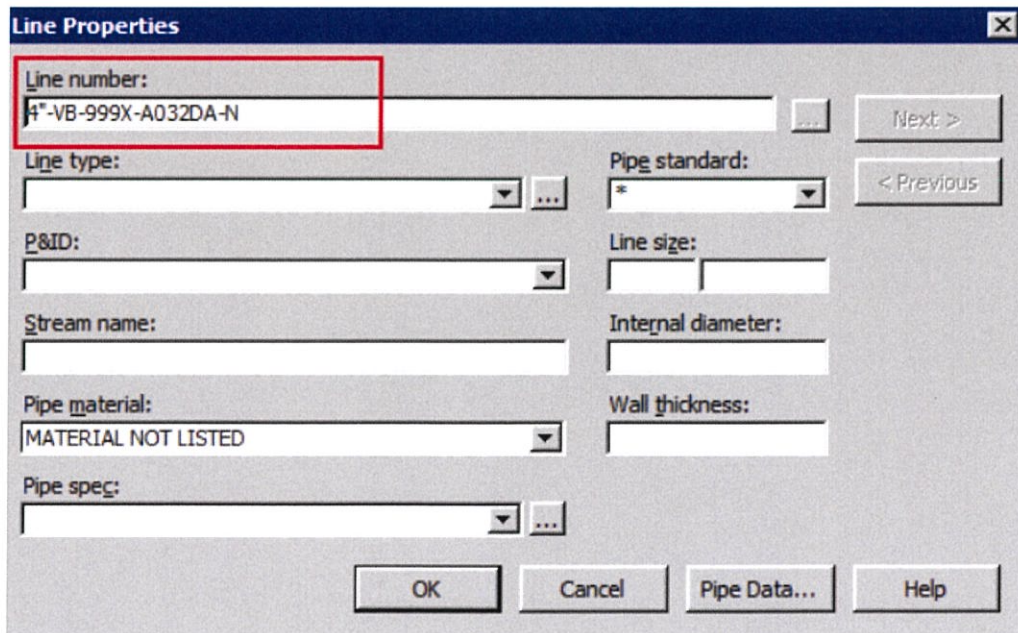 Line Properties
Line number:
4"-VB-999X-A032DA-N
...
Next >
Line type:
...
Pipe standard:
*
< Previous
P&ID:
Line size:
Stream name:
Internal diameter:
Pipe material:
MATERIAL NOT LISTED
Wall thickness:
Pipe spec:
...
OK
Cancel
Pipe Data...
Help